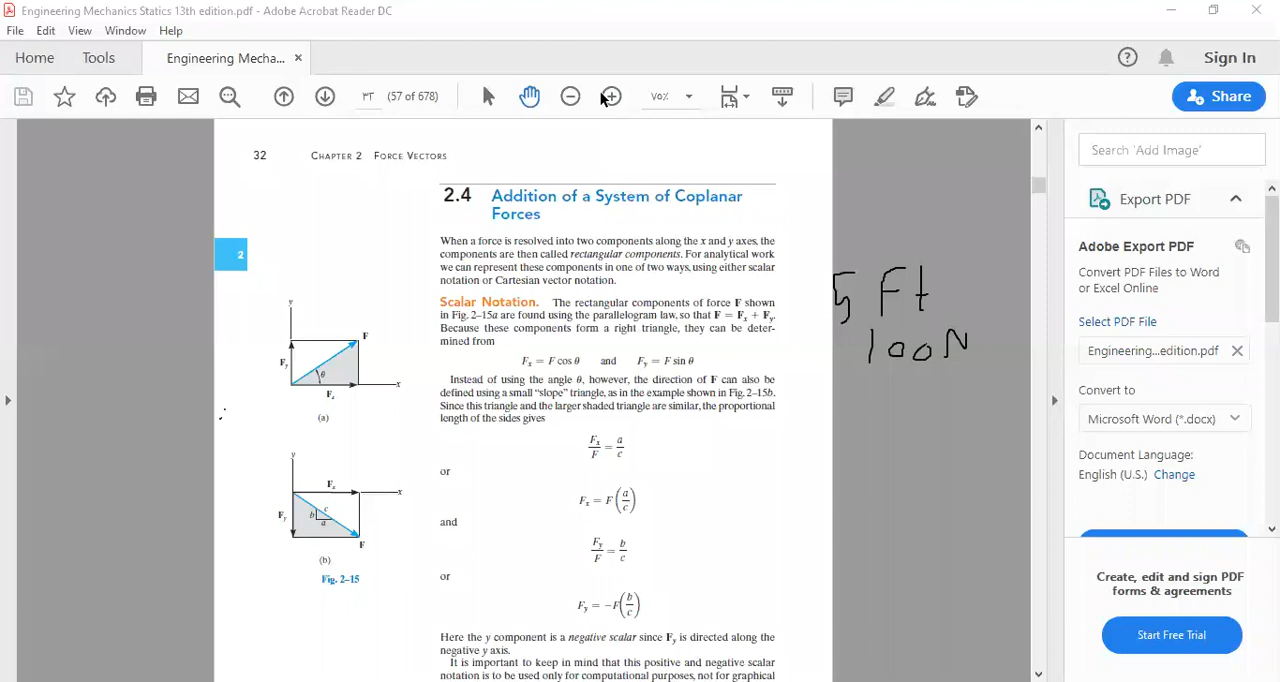 Engineering Mechanics Statics 13th edition.pdf - Adobe Acrobat Reader DC
File Edit View Window Help
Home Tools Engineering Mecha... × Sign In
٣٢ (57 of 678) ٧٥٪ Share
32 CHAPTER 2 FORCE VECTORS
2.4 Addition of a System of Coplanar
Forces
2
When a force is resolved into two components along the x and y axes, the
components are then called rectangular components. For analytical work
we can represent these components in one of two ways, using either scalar
notation or Cartesian vector notation.
Scalar Notation. The rectangular components of force F shown
in Fig. 2–15a are found using the parallelogram law, so that F = Fx + Fy.
Because these components form a right triangle, they can be deter-
mined from
Fx = F cos θ and Fy = F sin θ
Instead of using the angle θ, however, the direction of F can also be
defined using a small “slope” triangle, as in the example shown in Fig. 2–15b.
Since this triangle and the larger shaded triangle are similar, the proportional
length of the sides gives
Fx/F = a/c
or
Fx = F(a/c)
and
Fy/F = b/c
or
Fy = −F(b/c)
Here the y component is a negative scalar since Fy is directed along the
negative y axis.
It is important to keep in mind that this positive and negative scalar
notation is to be used only for computational purposes, not for graphical
y
F
Fy
θ
x
Fx
(a)
y
Fx
x
Fy
b c
a
F
(b)
Fig. 2–15
5 Ft
100N
Search 'Add Image'
Export PDF
Adobe Export PDF
Convert PDF Files to Word
or Excel Online
Select PDF File
Engineering...edition.pdf
Convert to
Microsoft Word (*.docx)
Document Language:
English (U.S.) Change
Create, edit and sign PDF
forms & agreements
Start Free Trial